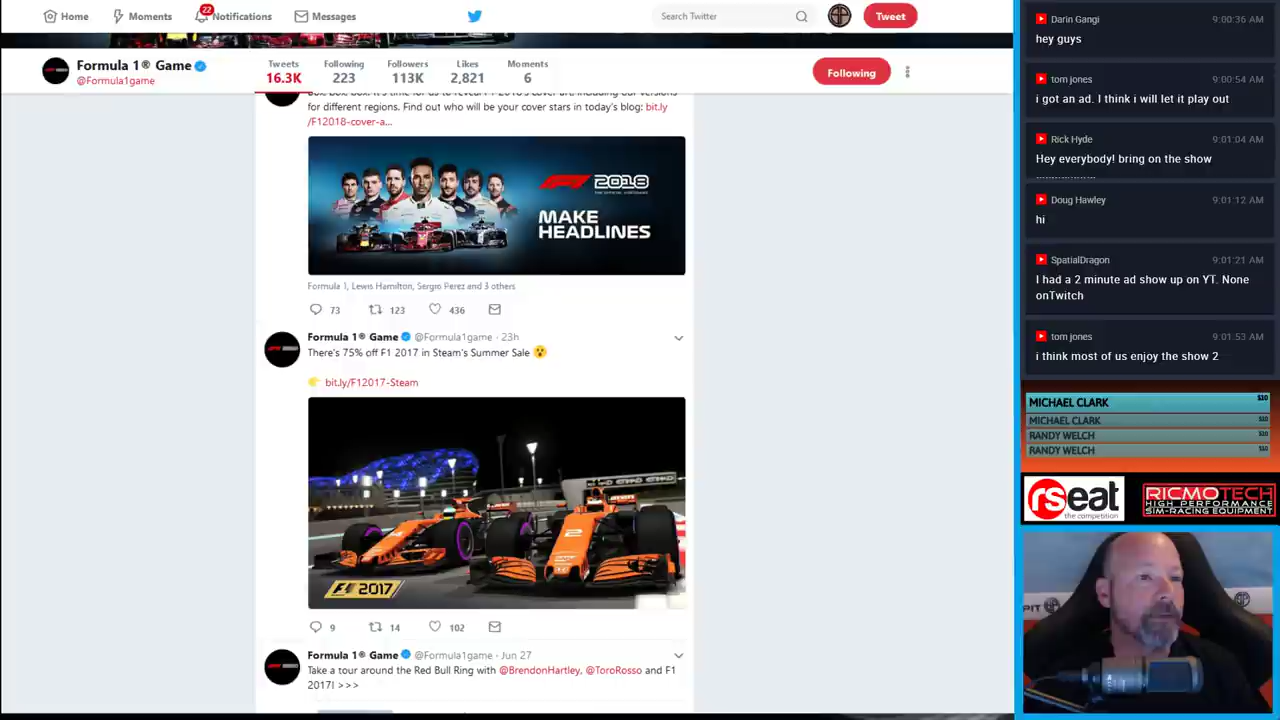 Home
Moments
22
Notifications
Messages
Search Twitter
Tweet
Formula 1® Game
@Formula1game
Tweets
16.3K
Following
223
Followers
113K
Likes
2,821
Moments
6
Following
for different regions. Find out who will be your cover stars in today's blog: bit.ly
/F12018-cover-a...
F1 2018
MAKE
HEADLINES
Formula 1, Lewis Hamilton, Sergio Perez and 3 others
73 123 436
Formula 1® Game @Formula1game · 23h
There's 75% off F1 2017 in Steam's Summer Sale 😮
👉 bit.ly/F12017-Steam
2
F1 2017
9 14 102
Formula 1® Game @Formula1game · Jun 27
Take a tour around the Red Bull Ring with @BrendonHartley, @ToroRosso and F1
2017! >>>
Darin Gangi 9:00:36 AM
hey guys
tom jones 9:00:54 AM
i got an ad. I think i will let it play out
Rick Hyde 9:01:04 AM
Hey everybody! bring on the show
Doug Hawley 9:01:12 AM
hi
SpatialDragon 9:01:21 AM
I had a 2 minute ad show up on YT. None
onTwitch
tom jones 9:01:53 AM
i think most of us enjoy the show 2
MICHAEL CLARK $10
MICHAEL CLARK $10
RANDY WELCH $10
RANDY WELCH $10
rseat
the competition
RICMOTECH
HIGH PERFORMANCE
SIM-RACING EQUIPMENT